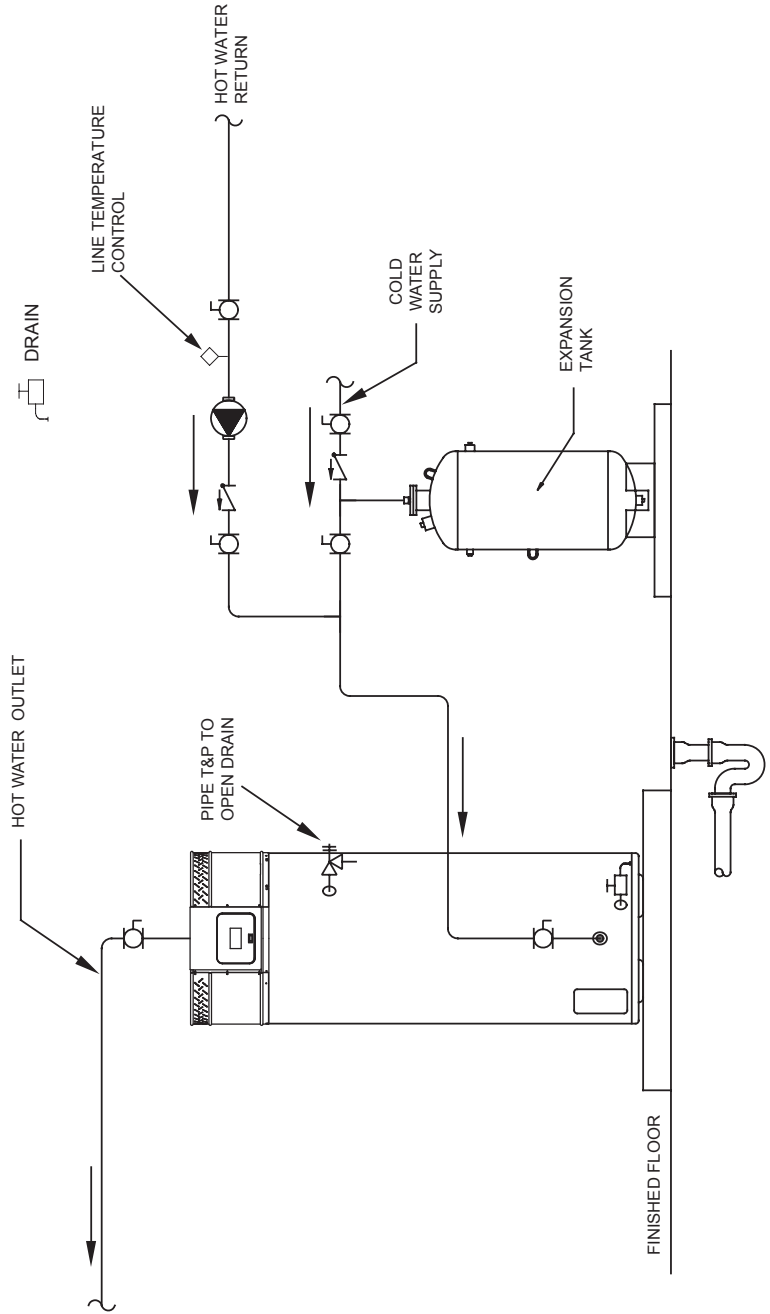 DRAIN
LINE TEMPERATURE
CONTROL
HOT WATER
RETURN
HOT WATER OUTLET
COLD
WATER
SUPPLY
PIPE T&P TO
OPEN DRAIN
EXPANSION
TANK
FINISHED FLOOR